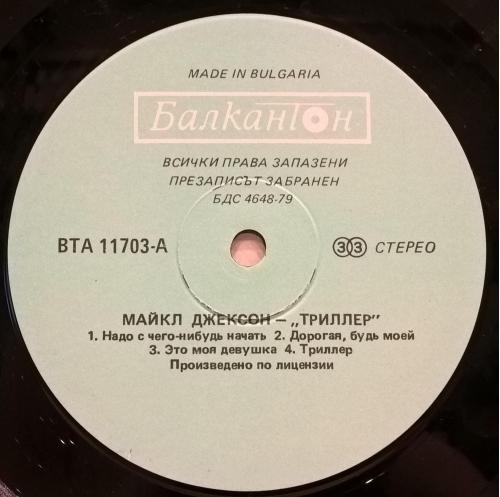 MADE IN BULGARIA
Балкантон
ВСИЧКИ ПРАВА ЗАПАЗЕНИ
ПРЕЗАПИСЪТ ЗАБРАНЕН
БДС 4648-79
ВТА 11703-А
33 СТЕРЕО
МАЙКЛ ДЖЕКСОН – „ТРИЛЛЕР"
1. Надо с чего-нибудь начать 2. Дорогая, будь моей
3. Это моя девушка 4. Триллер
Произведено по лицензии